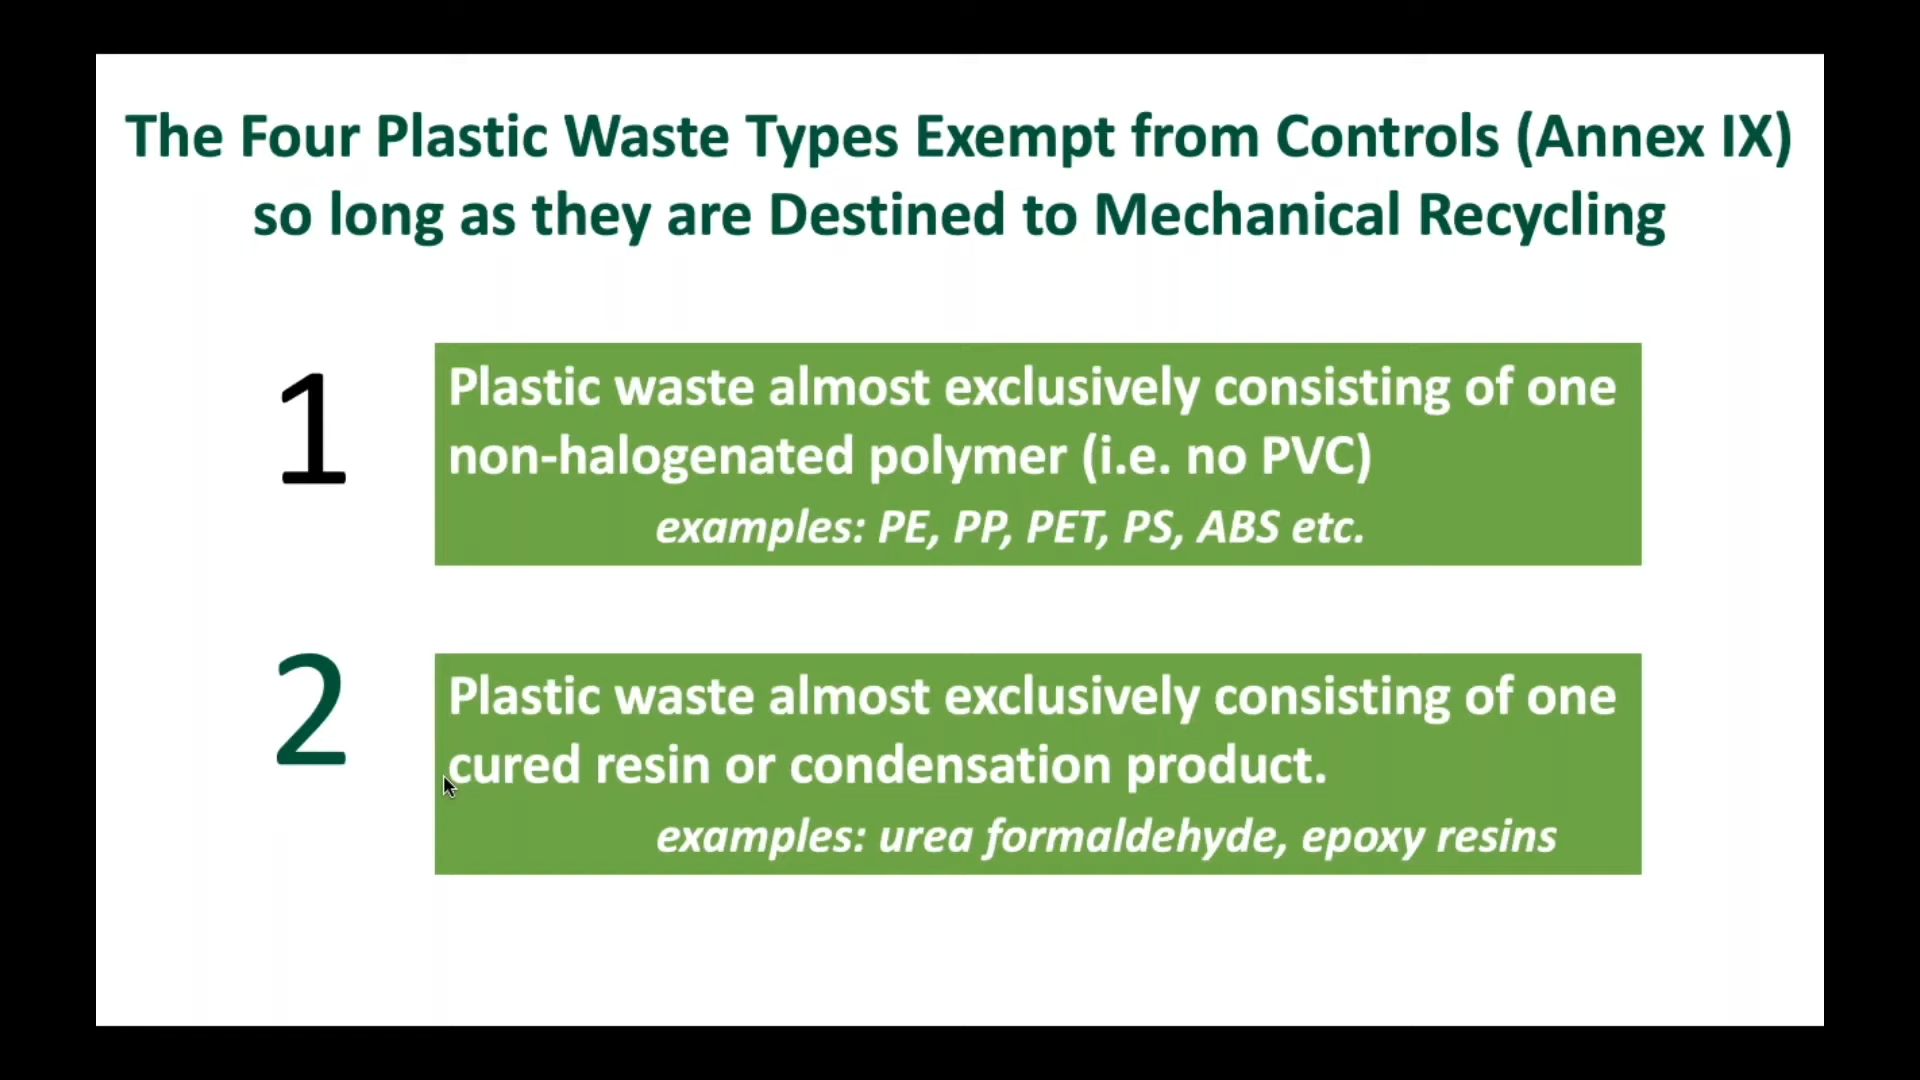 The Four Plastic Waste Types Exempt from Controls (Annex IX)
so long as they are Destined to Mechanical Recycling
1
Plastic waste almost exclusively consisting of one
non-halogenated polymer (i.e. no PVC)
examples: PE, PP, PET, PS, ABS etc.
2
Plastic waste almost exclusively consisting of one
cured resin or condensation product.
examples: urea formaldehyde, epoxy resins